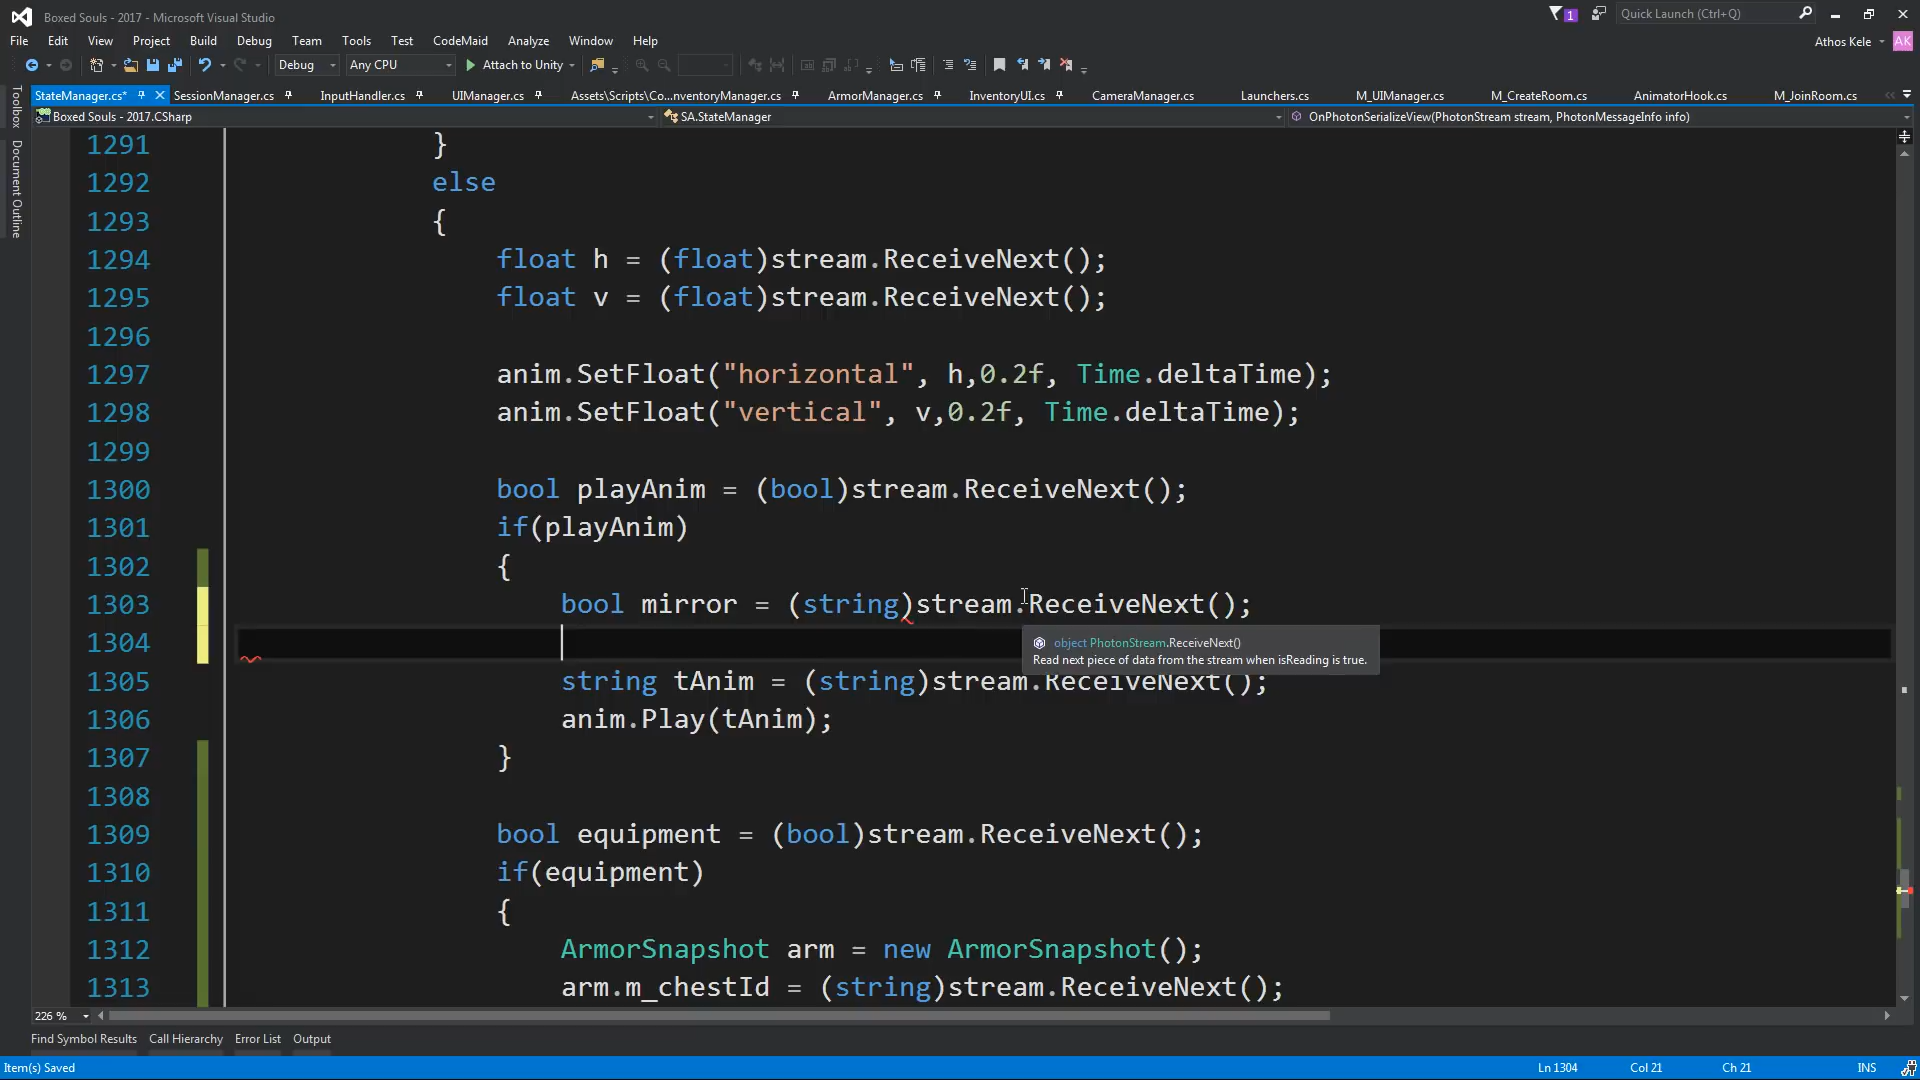 Boxed Souls - 2017 - Microsoft Visual Studio
1
Quick Launch (Ctrl+Q)
File Edit View Project Build Debug Team Tools Test CodeMaid Analyze Window Help
Athos Kele
AK
Debug Any CPU Attach to Unity
StateManager.cs* SessionManager.cs InputHandler.cs UIManager.cs Assets\Scripts\Co...nventoryManager.cs ArmorManager.cs InventoryUI.cs CameraManager.cs Launchers.cs M_UIManager.cs M_CreateRoom.cs AnimatorHook.cs M_JoinRoom.cs
Boxed Souls - 2017.CSharp SA.StateManager OnPhotonSerializeView(PhotonStream stream, PhotonMessageInfo info)
Toolbox
Document Outline
1291 }
1292 else
1293 {
1294 float h = (float)stream.ReceiveNext();
1295 float v = (float)stream.ReceiveNext();
1296
1297 anim.SetFloat("horizontal", h,0.2f, Time.deltaTime);
1298 anim.SetFloat("vertical", v,0.2f, Time.deltaTime);
1299
1300 bool playAnim = (bool)stream.ReceiveNext();
1301 if(playAnim)
1302 {
1303 bool mirror = (string)stream.ReceiveNext();
1304
object PhotonStream.ReceiveNext()
Read next piece of data from the stream when isReading is true.
1305 string tAnim = (string)stream.ReceiveNext();
1306 anim.Play(tAnim);
1307 }
1308
1309 bool equipment = (bool)stream.ReceiveNext();
1310 if(equipment)
1311 {
1312 ArmorSnapshot arm = new ArmorSnapshot();
1313 arm.m_chestId = (string)stream.ReceiveNext();
226 %
Find Symbol Results Call Hierarchy Error List Output
Item(s) Saved Ln 1304 Col 21 Ch 21 INS